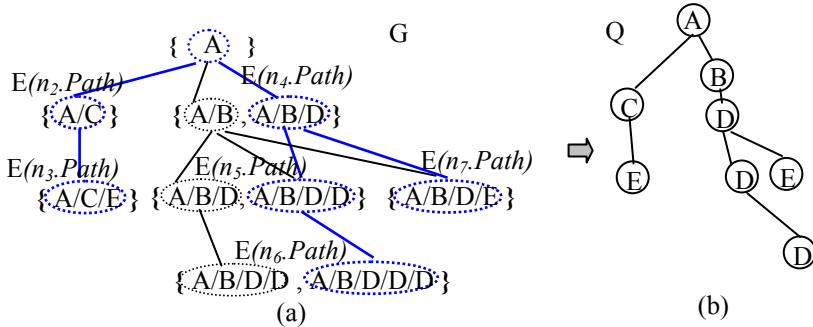 { A } G
E(n2.Path) E(n4.Path)
{ A/C } { A/B , A/B/D }
E(n3.Path) E(n5.Path) E(n7.Path)
{ A/C/E } { A/B/D, A/B/D/D } { A/B/D/E }
E(n6.Path)
{ A/B/D/D , A/B/D/D/D }
(a)
Q A
B
C
D
E D E
D
(b)